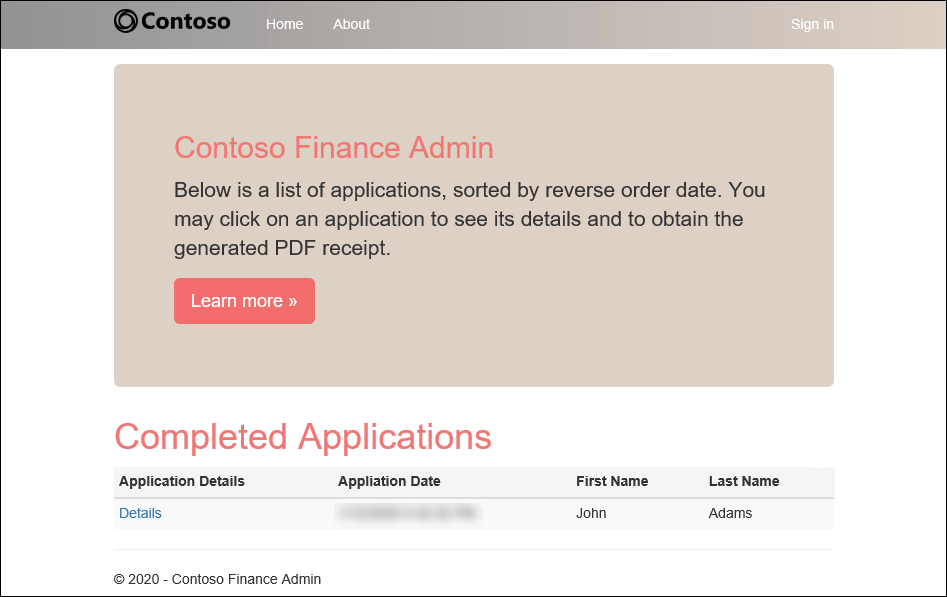 Contoso Home About Sign in
Contoso Finance Admin
Below is a list of applications, sorted by reverse order date. You
may click on an application to see its details and to obtain the
generated PDF receipt.
Learn more »
Completed Applications
Application Details Appliation Date First Name Last Name
Details John Adams
© 2020 - Contoso Finance Admin